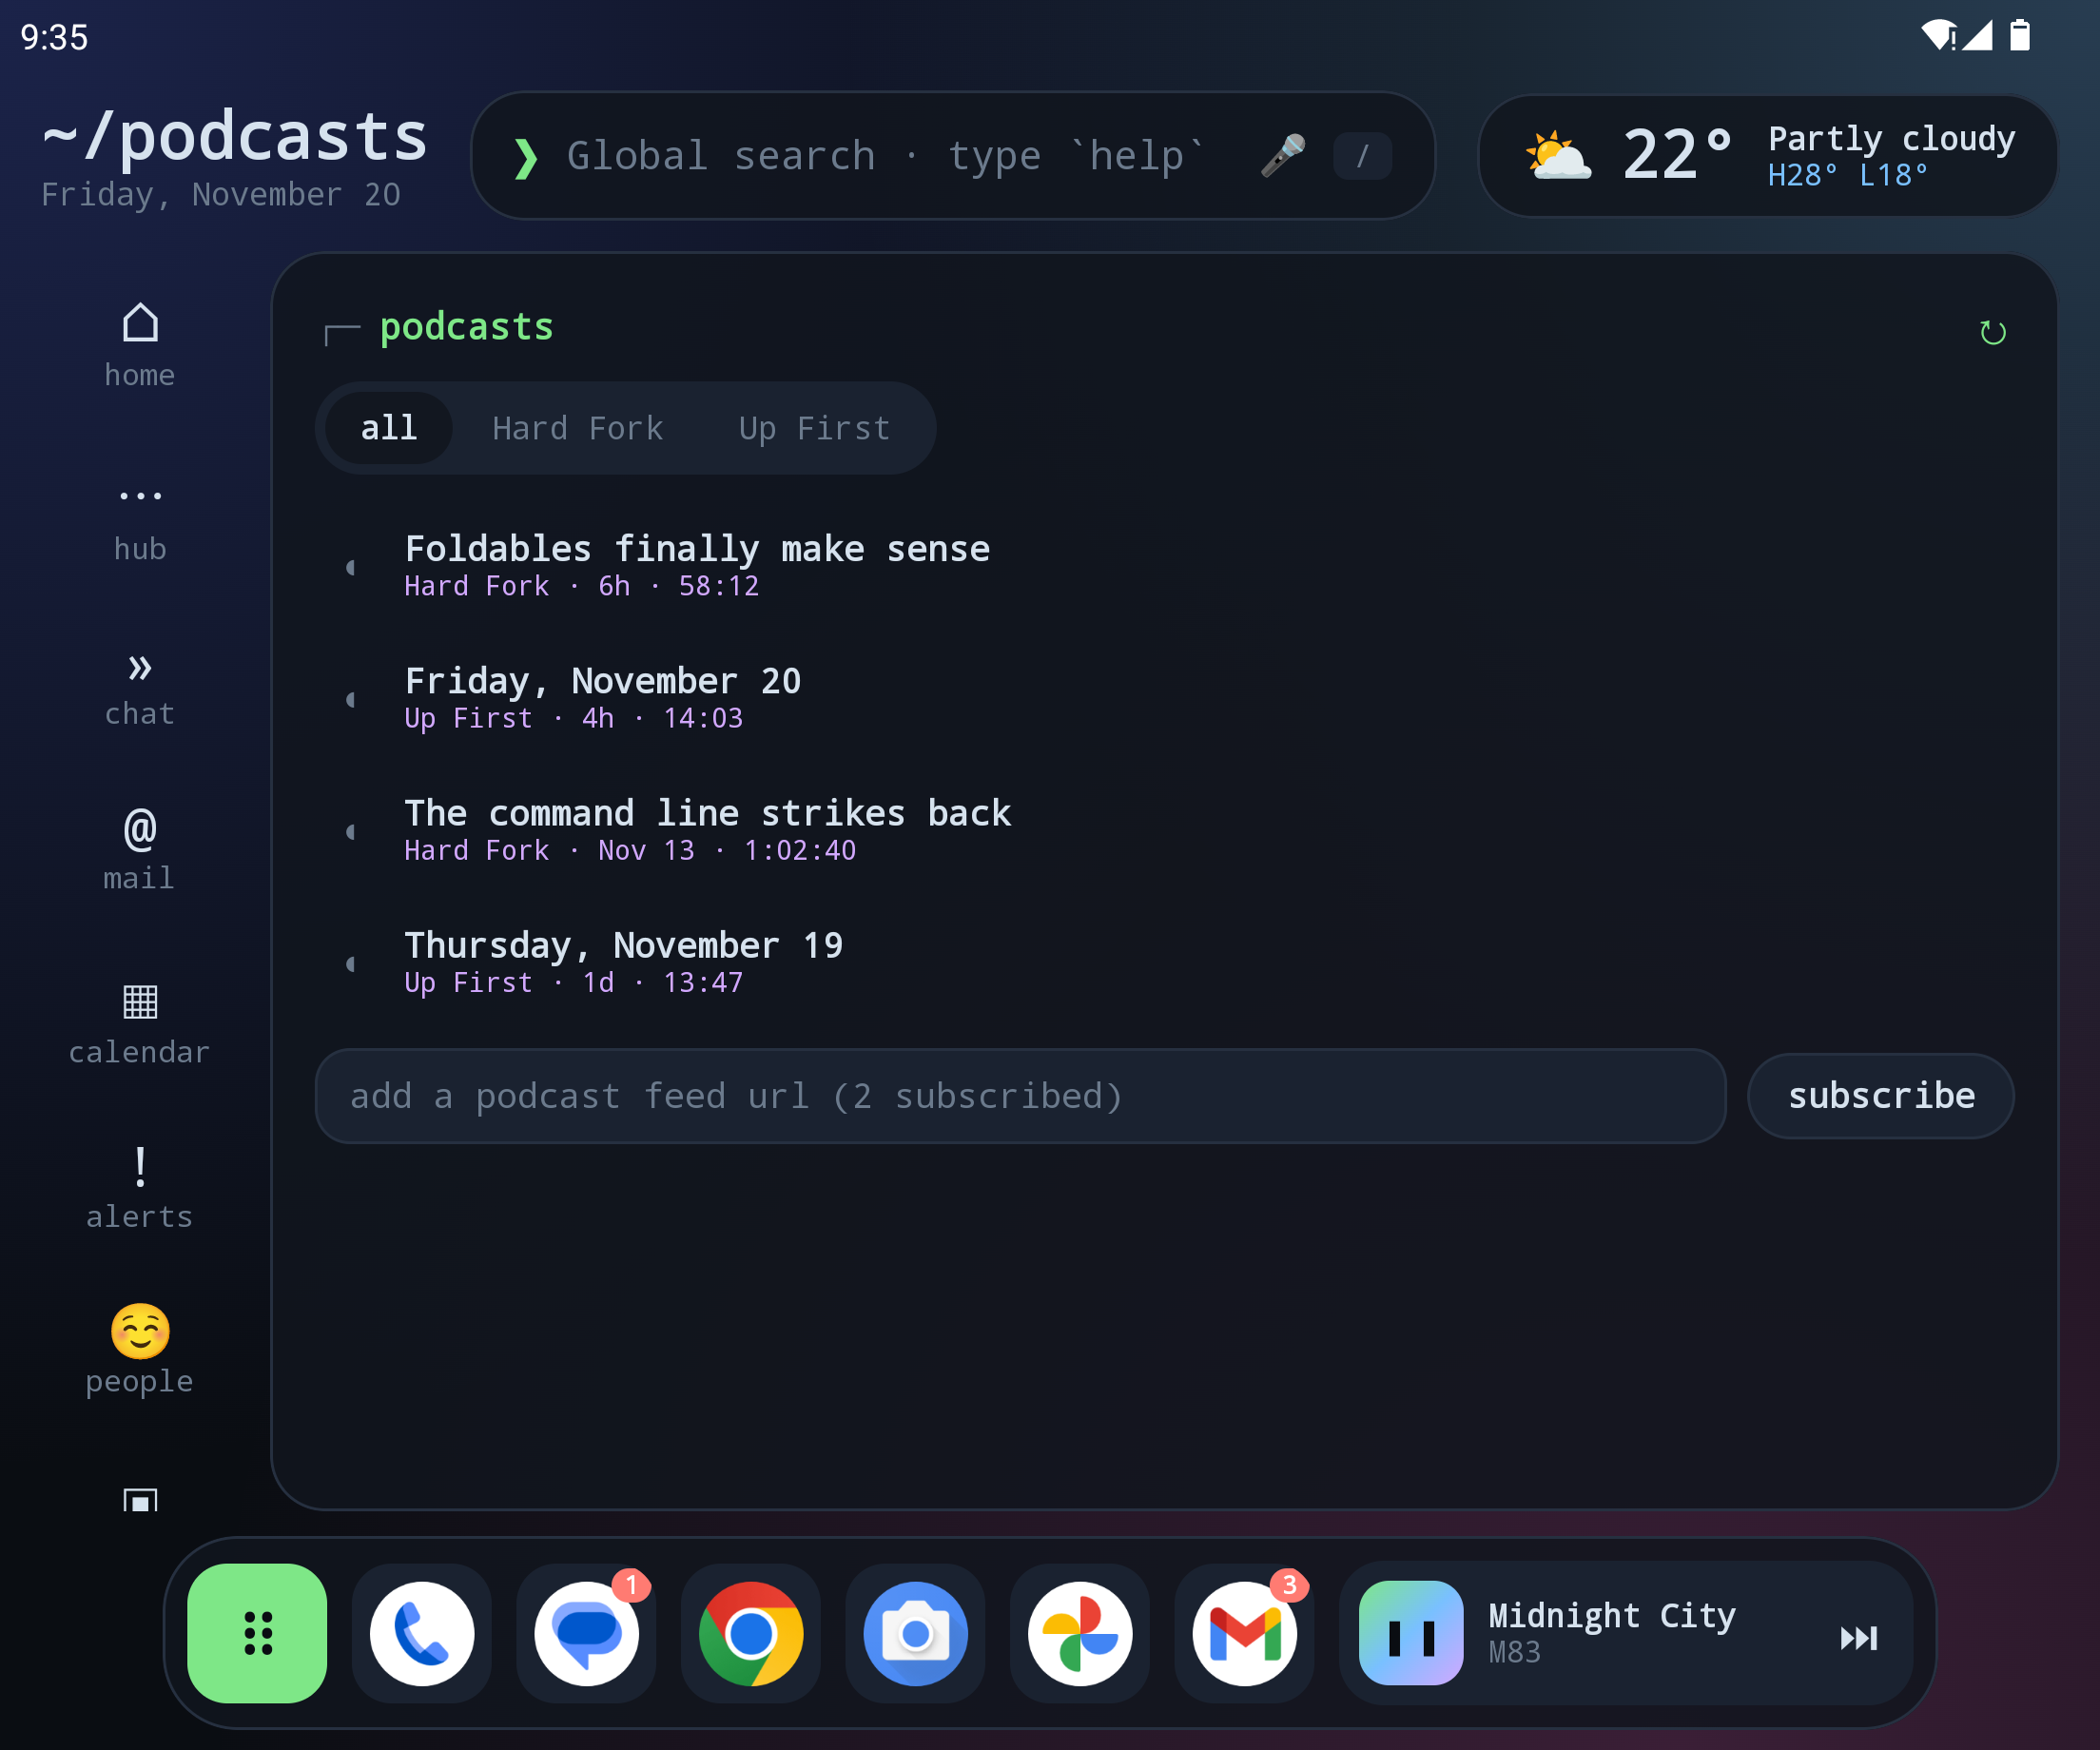 9:35
~/podcasts
Friday, November 20
❯ Global search · type `help`
/
22°
Partly cloudy
H28° L18°
home
hub
chat
mail
calendar
alerts
people
podcasts
all
Hard Fork
Up First
Foldables finally make sense
Hard Fork · 6h · 58:12
Friday, November 20
Up First · 4h · 14:03
The command line strikes back
Hard Fork · Nov 13 · 1:02:40
Thursday, November 19
Up First · 1d · 13:47
add a podcast feed url (2 subscribed)
subscribe
1
3
Midnight City
M83